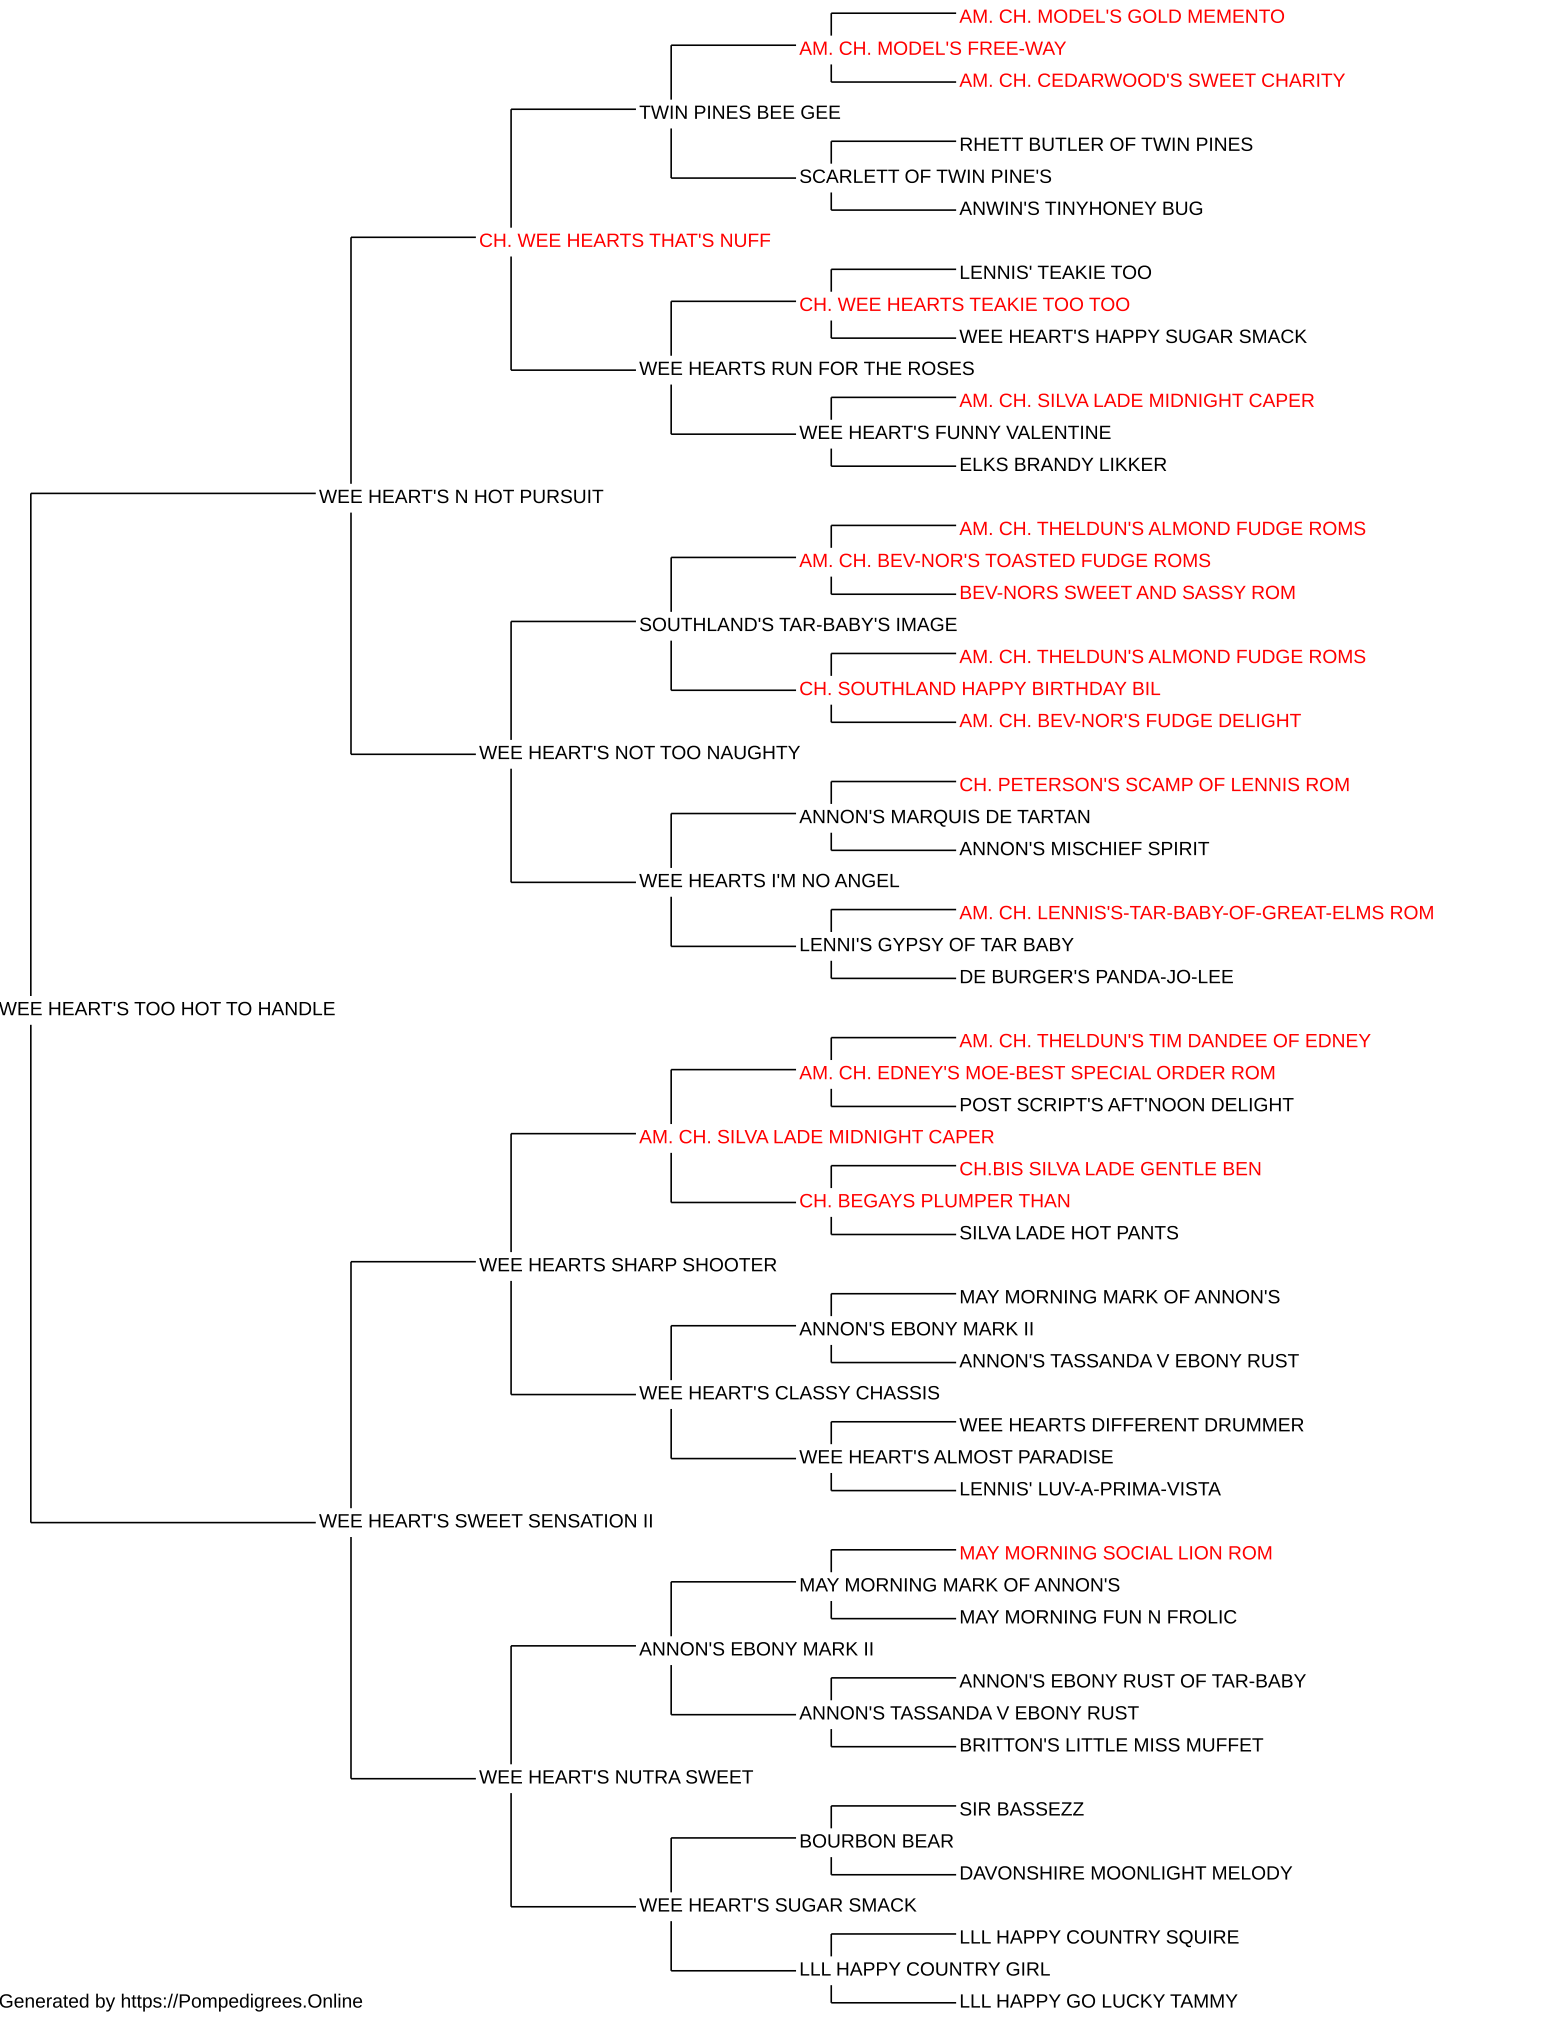 AM. CH. MODEL'S GOLD MEMENTO
AM. CH. MODEL'S FREE-WAY
AM. CH. CEDARWOOD'S SWEET CHARITY
TWIN PINES BEE GEE
RHETT BUTLER OF TWIN PINES
SCARLETT OF TWIN PINE'S
ANWIN'S TINYHONEY BUG
CH. WEE HEARTS THAT'S NUFF
LENNIS' TEAKIE TOO
CH. WEE HEARTS TEAKIE TOO TOO
WEE HEART'S HAPPY SUGAR SMACK
WEE HEARTS RUN FOR THE ROSES
AM. CH. SILVA LADE MIDNIGHT CAPER
WEE HEART'S FUNNY VALENTINE
ELKS BRANDY LIKKER
WEE HEART'S N HOT PURSUIT
AM. CH. THELDUN'S ALMOND FUDGE ROMS
AM. CH. BEV-NOR'S TOASTED FUDGE ROMS
BEV-NORS SWEET AND SASSY ROM
SOUTHLAND'S TAR-BABY'S IMAGE
AM. CH. THELDUN'S ALMOND FUDGE ROMS
CH. SOUTHLAND HAPPY BIRTHDAY BIL
AM. CH. BEV-NOR'S FUDGE DELIGHT
WEE HEART'S NOT TOO NAUGHTY
CH. PETERSON'S SCAMP OF LENNIS ROM
ANNON'S MARQUIS DE TARTAN
ANNON'S MISCHIEF SPIRIT
WEE HEARTS I'M NO ANGEL
AM. CH. LENNIS'S-TAR-BABY-OF-GREAT-ELMS ROM
LENNI'S GYPSY OF TAR BABY
DE BURGER'S PANDA-JO-LEE
WEE HEART'S TOO HOT TO HANDLE
AM. CH. THELDUN'S TIM DANDEE OF EDNEY
AM. CH. EDNEY'S MOE-BEST SPECIAL ORDER ROM
POST SCRIPT'S AFT'NOON DELIGHT
AM. CH. SILVA LADE MIDNIGHT CAPER
CH.BIS SILVA LADE GENTLE BEN
CH. BEGAYS PLUMPER THAN
SILVA LADE HOT PANTS
WEE HEARTS SHARP SHOOTER
MAY MORNING MARK OF ANNON'S
ANNON'S EBONY MARK II
ANNON'S TASSANDA V EBONY RUST
WEE HEART'S CLASSY CHASSIS
WEE HEARTS DIFFERENT DRUMMER
WEE HEART'S ALMOST PARADISE
LENNIS' LUV-A-PRIMA-VISTA
WEE HEART'S SWEET SENSATION II
MAY MORNING SOCIAL LION ROM
MAY MORNING MARK OF ANNON'S
MAY MORNING FUN N FROLIC
ANNON'S EBONY MARK II
ANNON'S EBONY RUST OF TAR-BABY
ANNON'S TASSANDA V EBONY RUST
BRITTON'S LITTLE MISS MUFFET
WEE HEART'S NUTRA SWEET
SIR BASSEZZ
BOURBON BEAR
DAVONSHIRE MOONLIGHT MELODY
WEE HEART'S SUGAR SMACK
LLL HAPPY COUNTRY SQUIRE
LLL HAPPY COUNTRY GIRL
LLL HAPPY GO LUCKY TAMMY
Generated by https://Pompedigrees.Online